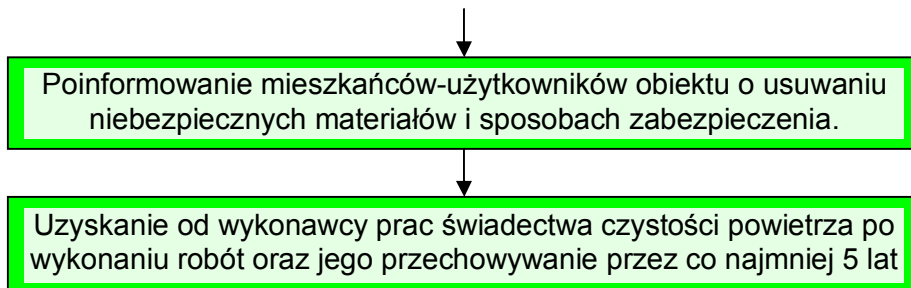 Poinformowanie mieszkańców-użytkowników obiektu o usuwaniu
niebezpiecznych materiałów i sposobach zabezpieczenia.
Uzyskanie od wykonawcy prac świadectwa czystości powietrza po
wykonaniu robót oraz jego przechowywanie przez co najmniej 5 lat